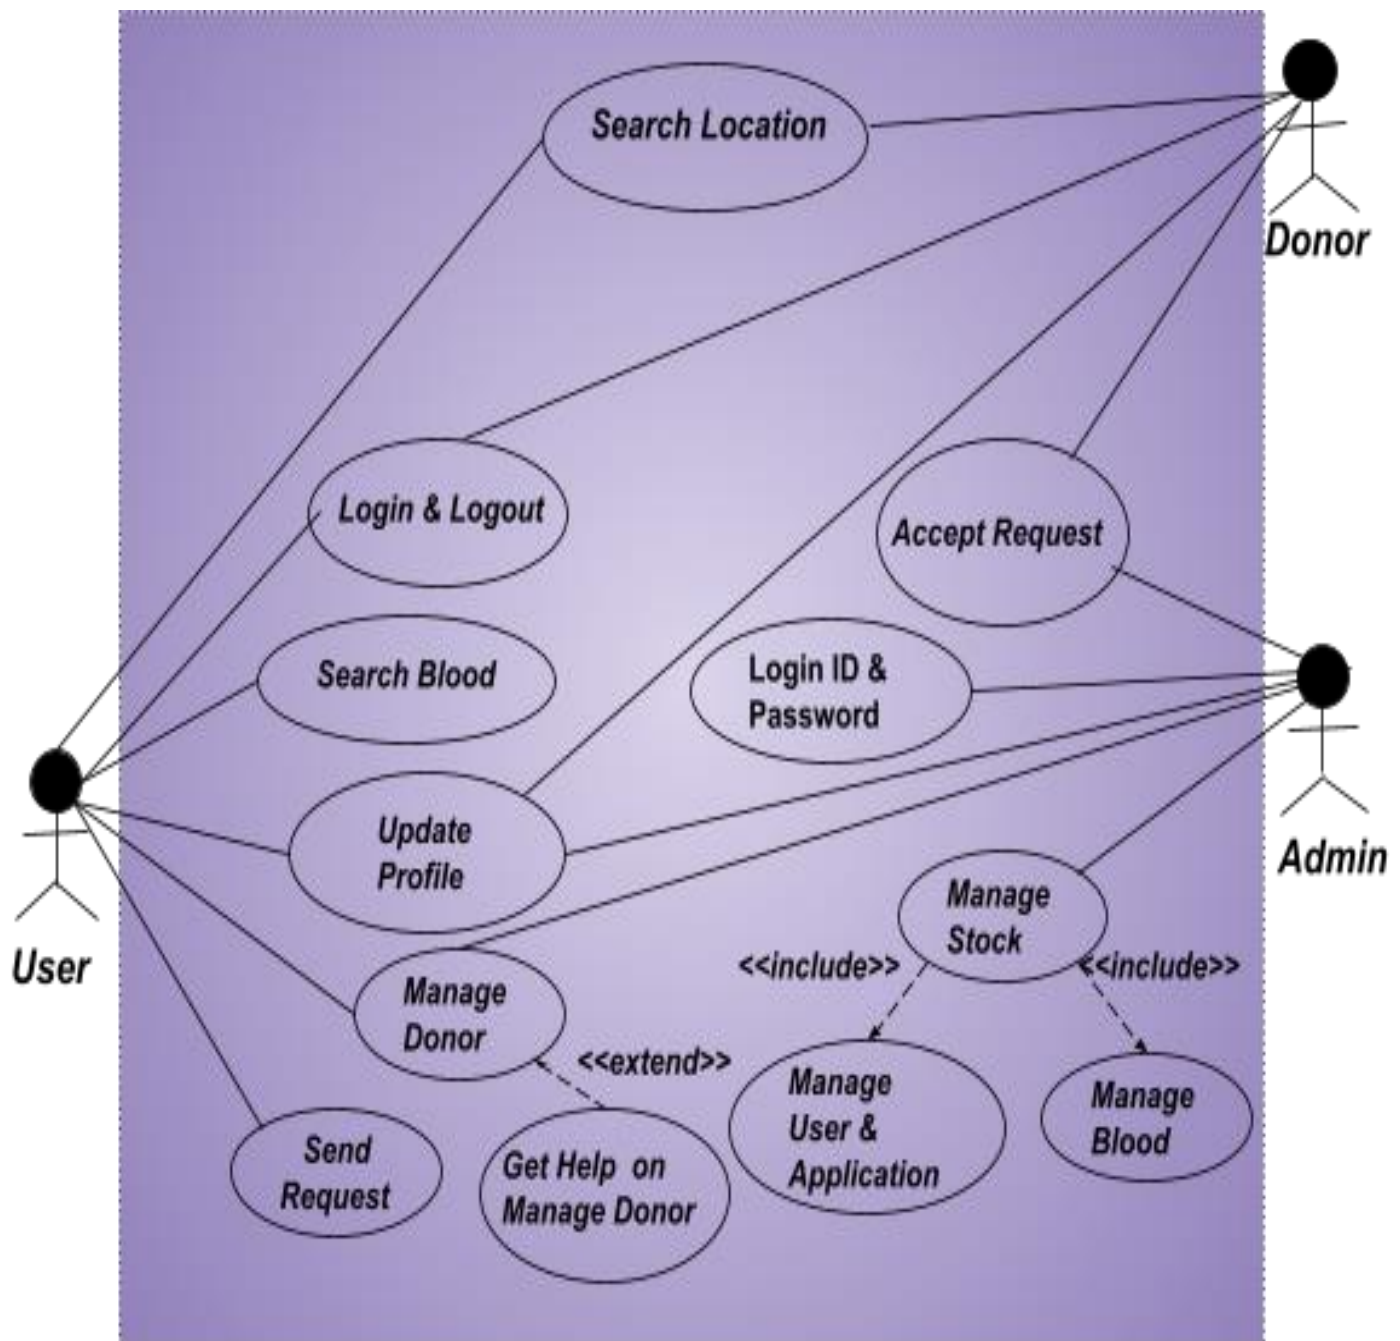 Search Location
Donor
Login & Logout
Accept Request
Search Blood
Login ID &
Password
Update
Profile
Admin
User
Manage
Stock
<<include>>
<<include>>
Manage
Donor
<<extend>>
Manage
User &
Application
Manage
Blood
Send
Request
Get Help on
Manage Donor